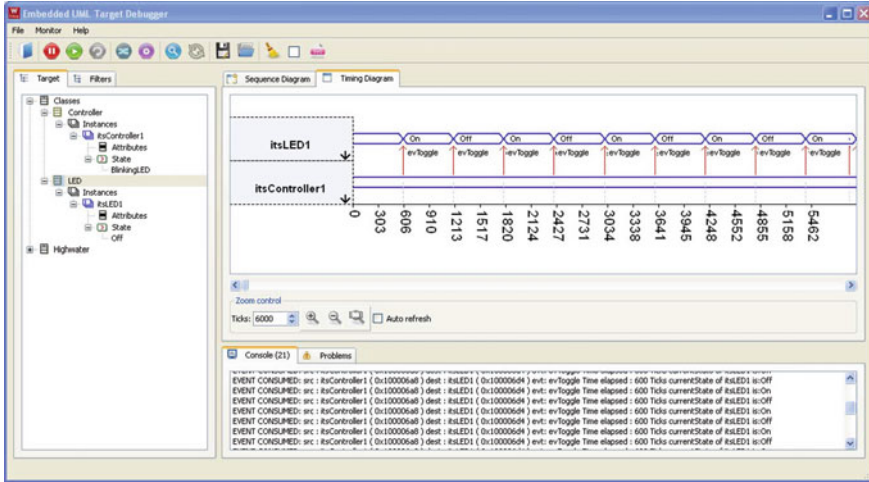 Embedded UML Target Debugger
File Monitor Help
Target Filters
Classes
Controller
Instances
itsController1
Attributes
State
BlinkingLED
LED
Instances
itsLED1
Attributes
State
Off
Highwater
Sequence Diagram Timing Diagram
itsLED1
On Off On Off On Off On Off On
evToggle evToggle evToggle evToggle evToggle evToggle evToggle evToggle evToggle
itsController1
0 303 606 910 1213 1517 1820 2124 2427 2731 3034 3338 3641 3945 4248 4552 4855 5158 5462
Zoom control
Ticks: 6000 Auto refresh
Console (21) Problems
EVENT CONSUMED: src : itsController1 ( 0x100006a8 ) dest : itsLED1 ( 0x100006d4 ) evt: evToggle Time elapsed : 600 Ticks currentState of itsLED1 is:Off
EVENT CONSUMED: src : itsController1 ( 0x100006a8 ) dest : itsLED1 ( 0x100006d4 ) evt: evToggle Time elapsed : 600 Ticks currentState of itsLED1 is:On
EVENT CONSUMED: src : itsController1 ( 0x100006a8 ) dest : itsLED1 ( 0x100006d4 ) evt: evToggle Time elapsed : 600 Ticks currentState of itsLED1 is:Off
EVENT CONSUMED: src : itsController1 ( 0x100006a8 ) dest : itsLED1 ( 0x100006d4 ) evt: evToggle Time elapsed : 600 Ticks currentState of itsLED1 is:On
EVENT CONSUMED: src : itsController1 ( 0x100006a8 ) dest : itsLED1 ( 0x100006d4 ) evt: evToggle Time elapsed : 600 Ticks currentState of itsLED1 is:Off
EVENT CONSUMED: src : itsController1 ( 0x100006a8 ) dest : itsLED1 ( 0x100006d4 ) evt: evToggle Time elapsed : 600 Ticks currentState of itsLED1 is:On
EVENT CONSUMED: src : itsController1 ( 0x100006a8 ) dest : itsLED1 ( 0x100006d4 ) evt: evToggle Time elapsed : 600 Ticks currentState of itsLED1 is:Off